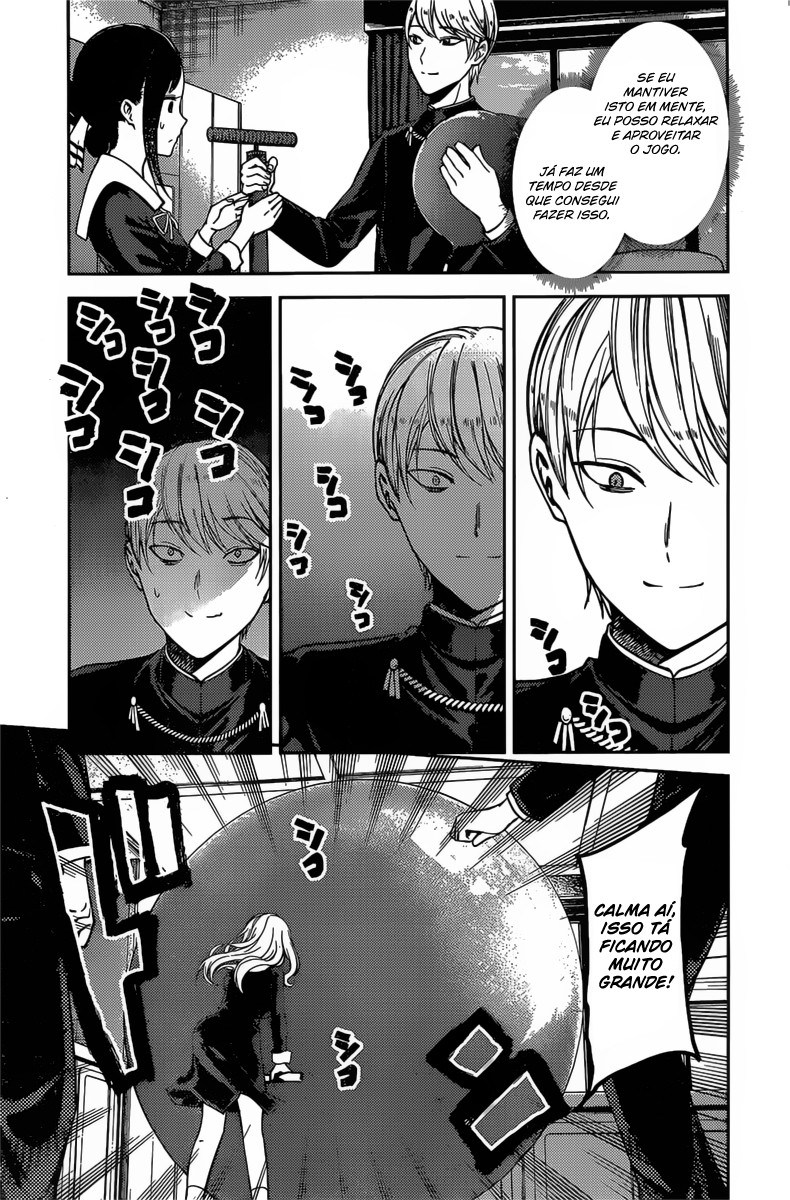 SE EU
MANTIVER
ISTO EM MENTE,
EU POSSO RELAXAR
E APROVEITAR
O JOGO.
JÁ FAZ UM
TEMPO DESDE
QUE CONSEGUI
FAZER ISSO.
シコ
シコ
シコ
シコ
シコ
シコ
シコ
シコ
シコ
シコ
シコ
シコ
シコ
CALMA AÍ,
ISSO TÁ
FICANDO
MUITO
GRANDE!
シコ
シコ